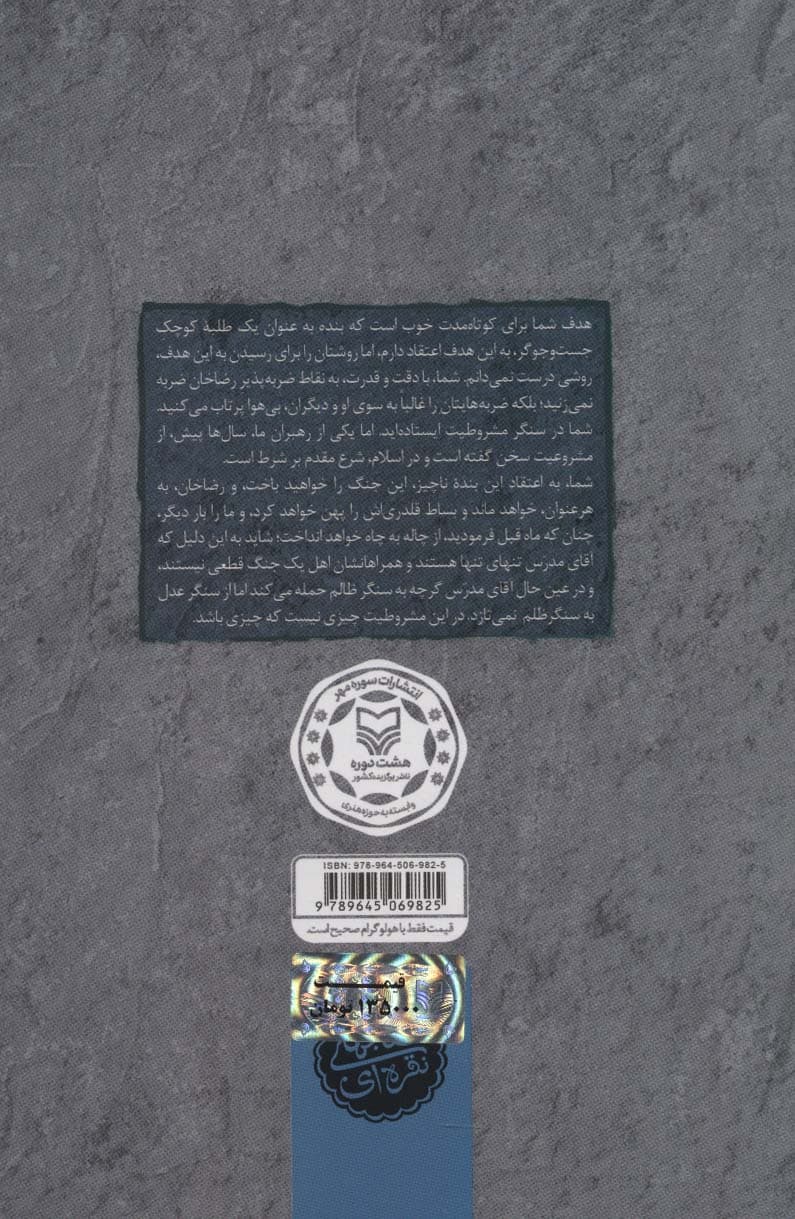 هدف شما برای کوتاه‌مدت خوب است که بنده به عنوان یک طلبهٔ کوچک
جست‌وجوگر، به این هدف اعتقاد دارم، اما روشتان را برای رسیدن به این هدف،
روشی درست نمی‌دانم. شما، با دقت و قدرت، به نقاط ضربه‌پذیر رضاخان ضربه
نمی‌زنید؛ بلکه ضربه‌هایتان را غالبا به سوی او و دیگران، بی‌هوا پرتاب می‌کنید.
شما در سنگر مشروطیت ایستاده‌اید. اما یکی از رهبران ما، سال‌ها پیش، از
مشروعیت سخن گفته است و در اسلام، شرع مقدم بر شرط است.
شما، به اعتقاد این بندهٔ ناچیز، این جنگ را خواهید باخت، و رضاخان، به
هرعنوان، خواهد ماند و بساط قلدری‌اش را پهن خواهد کرد، و ما را بار دیگر،
چنان که ماه قبل فرمودید، از چاله به چاه خواهد انداخت؛ شاید به این دلیل که
آقای مدرس تنهای تنها هستند و همراهانشان اهل یک جنگ قطعی نیستند،
و در عین حال آقای مدرّس گرچه به سنگر ظالم حمله می‌کند اما از سنگر عدل
به سنگر ظلم نمی‌تازد. در این مشروطیت چیزی نیست که چیزی باشد.
انتشارات سوره مهر
هشت دوره
ناشر برگزیده کشور
وابسته به حوزه هنری
ISBN: 978-964-506-982-5
9 789645 069825
قیمت فقط با هولوگرام صحیح است.
قیمت
۱۳۵۰۰۰ تومان
نقره‌ای